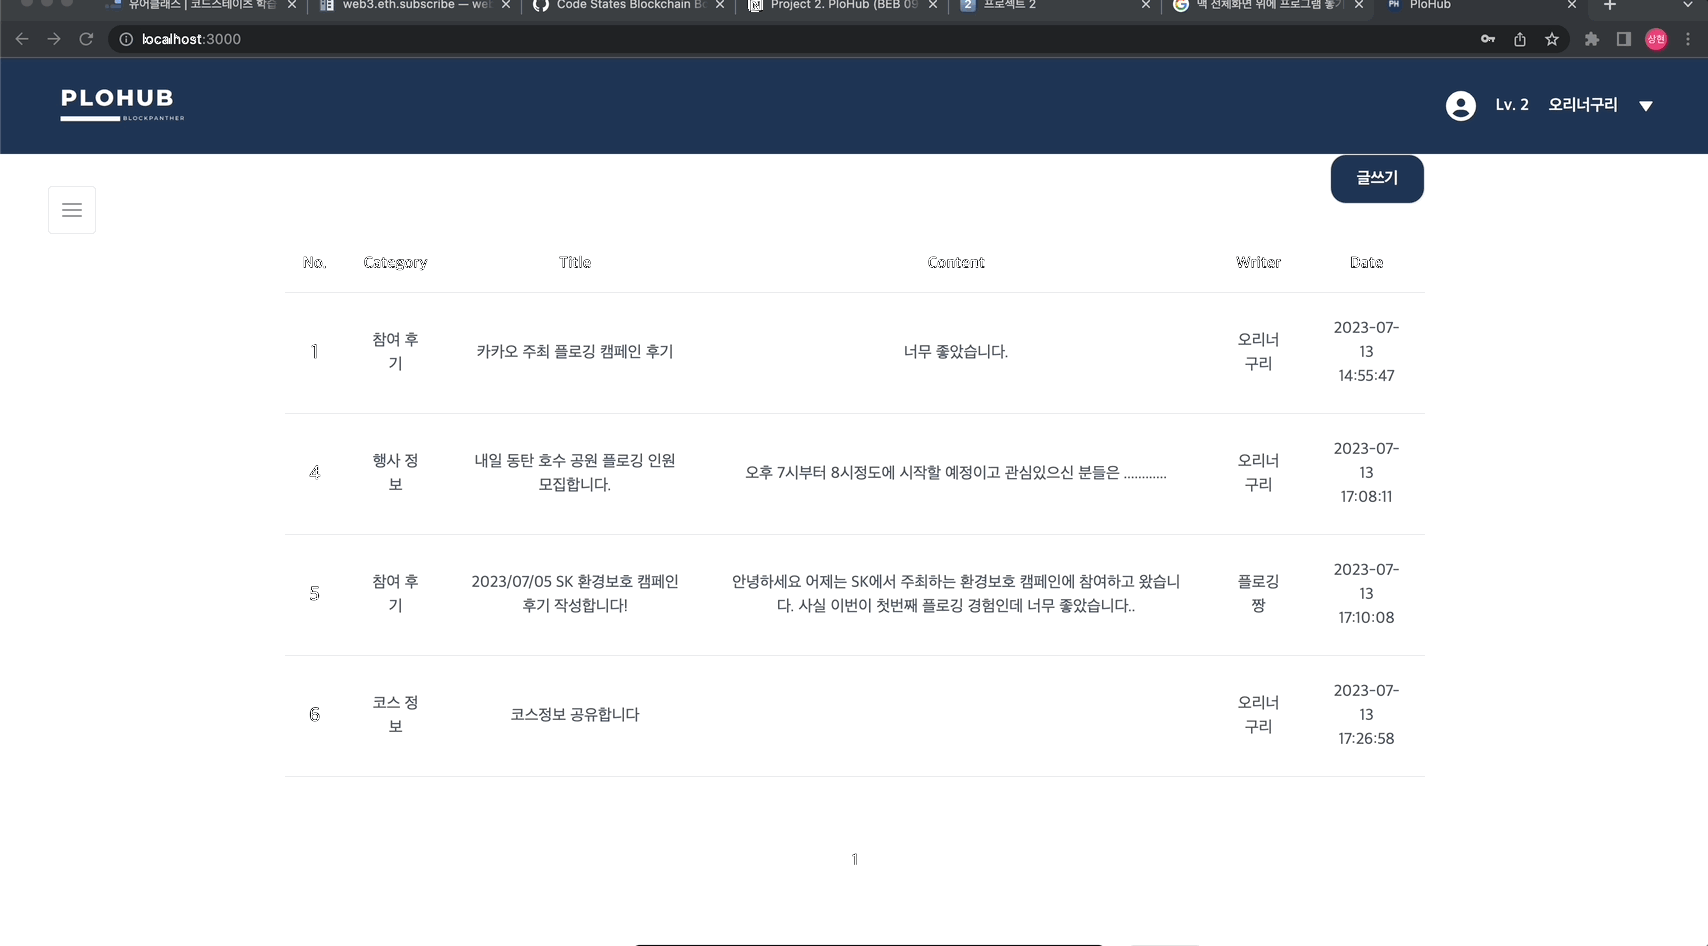 유어클래스 | 코드스테이츠 학습
web3.eth.subscribe — we
Code States Blockchain B
Project 2. PloHub (BEB 09
2 프로젝트 2
맥 전체화면 위에 프로그램 놓기
PH PloHub
localhost:3000
상현
PLOHUB
BLOCKPANTHER
Lv. 2 오리너구리
글쓰기
No. Category Title Content Writer Date
1
참여 후
기
카카오 주최 플로깅 캠페인 후기
너무 좋았습니다.
오리너
구리
2023-07-
13
14:55:47
4
행사 정
보
내일 동탄 호수 공원 플로깅 인원
모집합니다.
오후 7시부터 8시정도에 시작할 예정이고 관심있으신 분들은 ............
오리너
구리
2023-07-
13
17:08:11
5
참여 후
기
2023/07/05 SK 환경보호 캠페인
후기 작성합니다!
안녕하세요 어제는 SK에서 주최하는 환경보호 캠페인에 참여하고 왔습니
다. 사실 이번이 첫번째 플로깅 경험인데 너무 좋았습니다..
플로깅
짱
2023-07-
13
17:10:08
6
코스 정
보
코스정보 공유합니다
오리너
구리
2023-07-
13
17:26:58
1